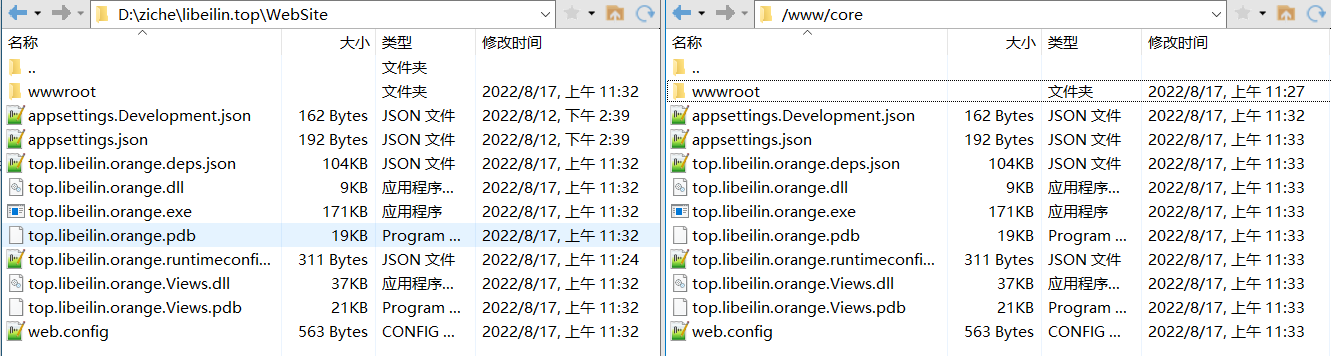 D:\ziche\libeilin.top\WebSite
名称 大小 类型 修改时间
.. 文件夹
wwwroot 文件夹 2022/8/17, 上午 11:32
appsettings.Development.json 162 Bytes JSON 文件 2022/8/12, 下午 2:39
appsettings.json 192 Bytes JSON 文件 2022/8/12, 下午 2:39
top.libeilin.orange.deps.json 104KB JSON 文件 2022/8/17, 上午 11:32
top.libeilin.orange.dll 9KB 应用程序... 2022/8/17, 上午 11:32
top.libeilin.orange.exe 171KB 应用程序 2022/8/17, 上午 11:32
top.libeilin.orange.pdb 19KB Program ... 2022/8/17, 上午 11:32
top.libeilin.orange.runtimeconfi... 311 Bytes JSON 文件 2022/8/17, 上午 11:24
top.libeilin.orange.Views.dll 37KB 应用程序... 2022/8/17, 上午 11:32
top.libeilin.orange.Views.pdb 21KB Program ... 2022/8/17, 上午 11:32
web.config 563 Bytes CONFIG ... 2022/8/17, 上午 11:32
/www/core
名称 大小 类型 修改时间
.. 文件夹
wwwroot 文件夹 2022/8/17, 上午 11:27
appsettings.Development.json 162 Bytes JSON 文件 2022/8/17, 上午 11:32
appsettings.json 192 Bytes JSON 文件 2022/8/17, 上午 11:33
top.libeilin.orange.deps.json 104KB JSON 文件 2022/8/17, 上午 11:33
top.libeilin.orange.dll 9KB 应用程序... 2022/8/17, 上午 11:33
top.libeilin.orange.exe 171KB 应用程序 2022/8/17, 上午 11:33
top.libeilin.orange.pdb 19KB Program ... 2022/8/17, 上午 11:33
top.libeilin.orange.runtimeconfi... 311 Bytes JSON 文件 2022/8/17, 上午 11:33
top.libeilin.orange.Views.dll 37KB 应用程序... 2022/8/17, 上午 11:33
top.libeilin.orange.Views.pdb 21KB Program ... 2022/8/17, 上午 11:33
web.config 563 Bytes CONFIG ... 2022/8/17, 上午 11:33